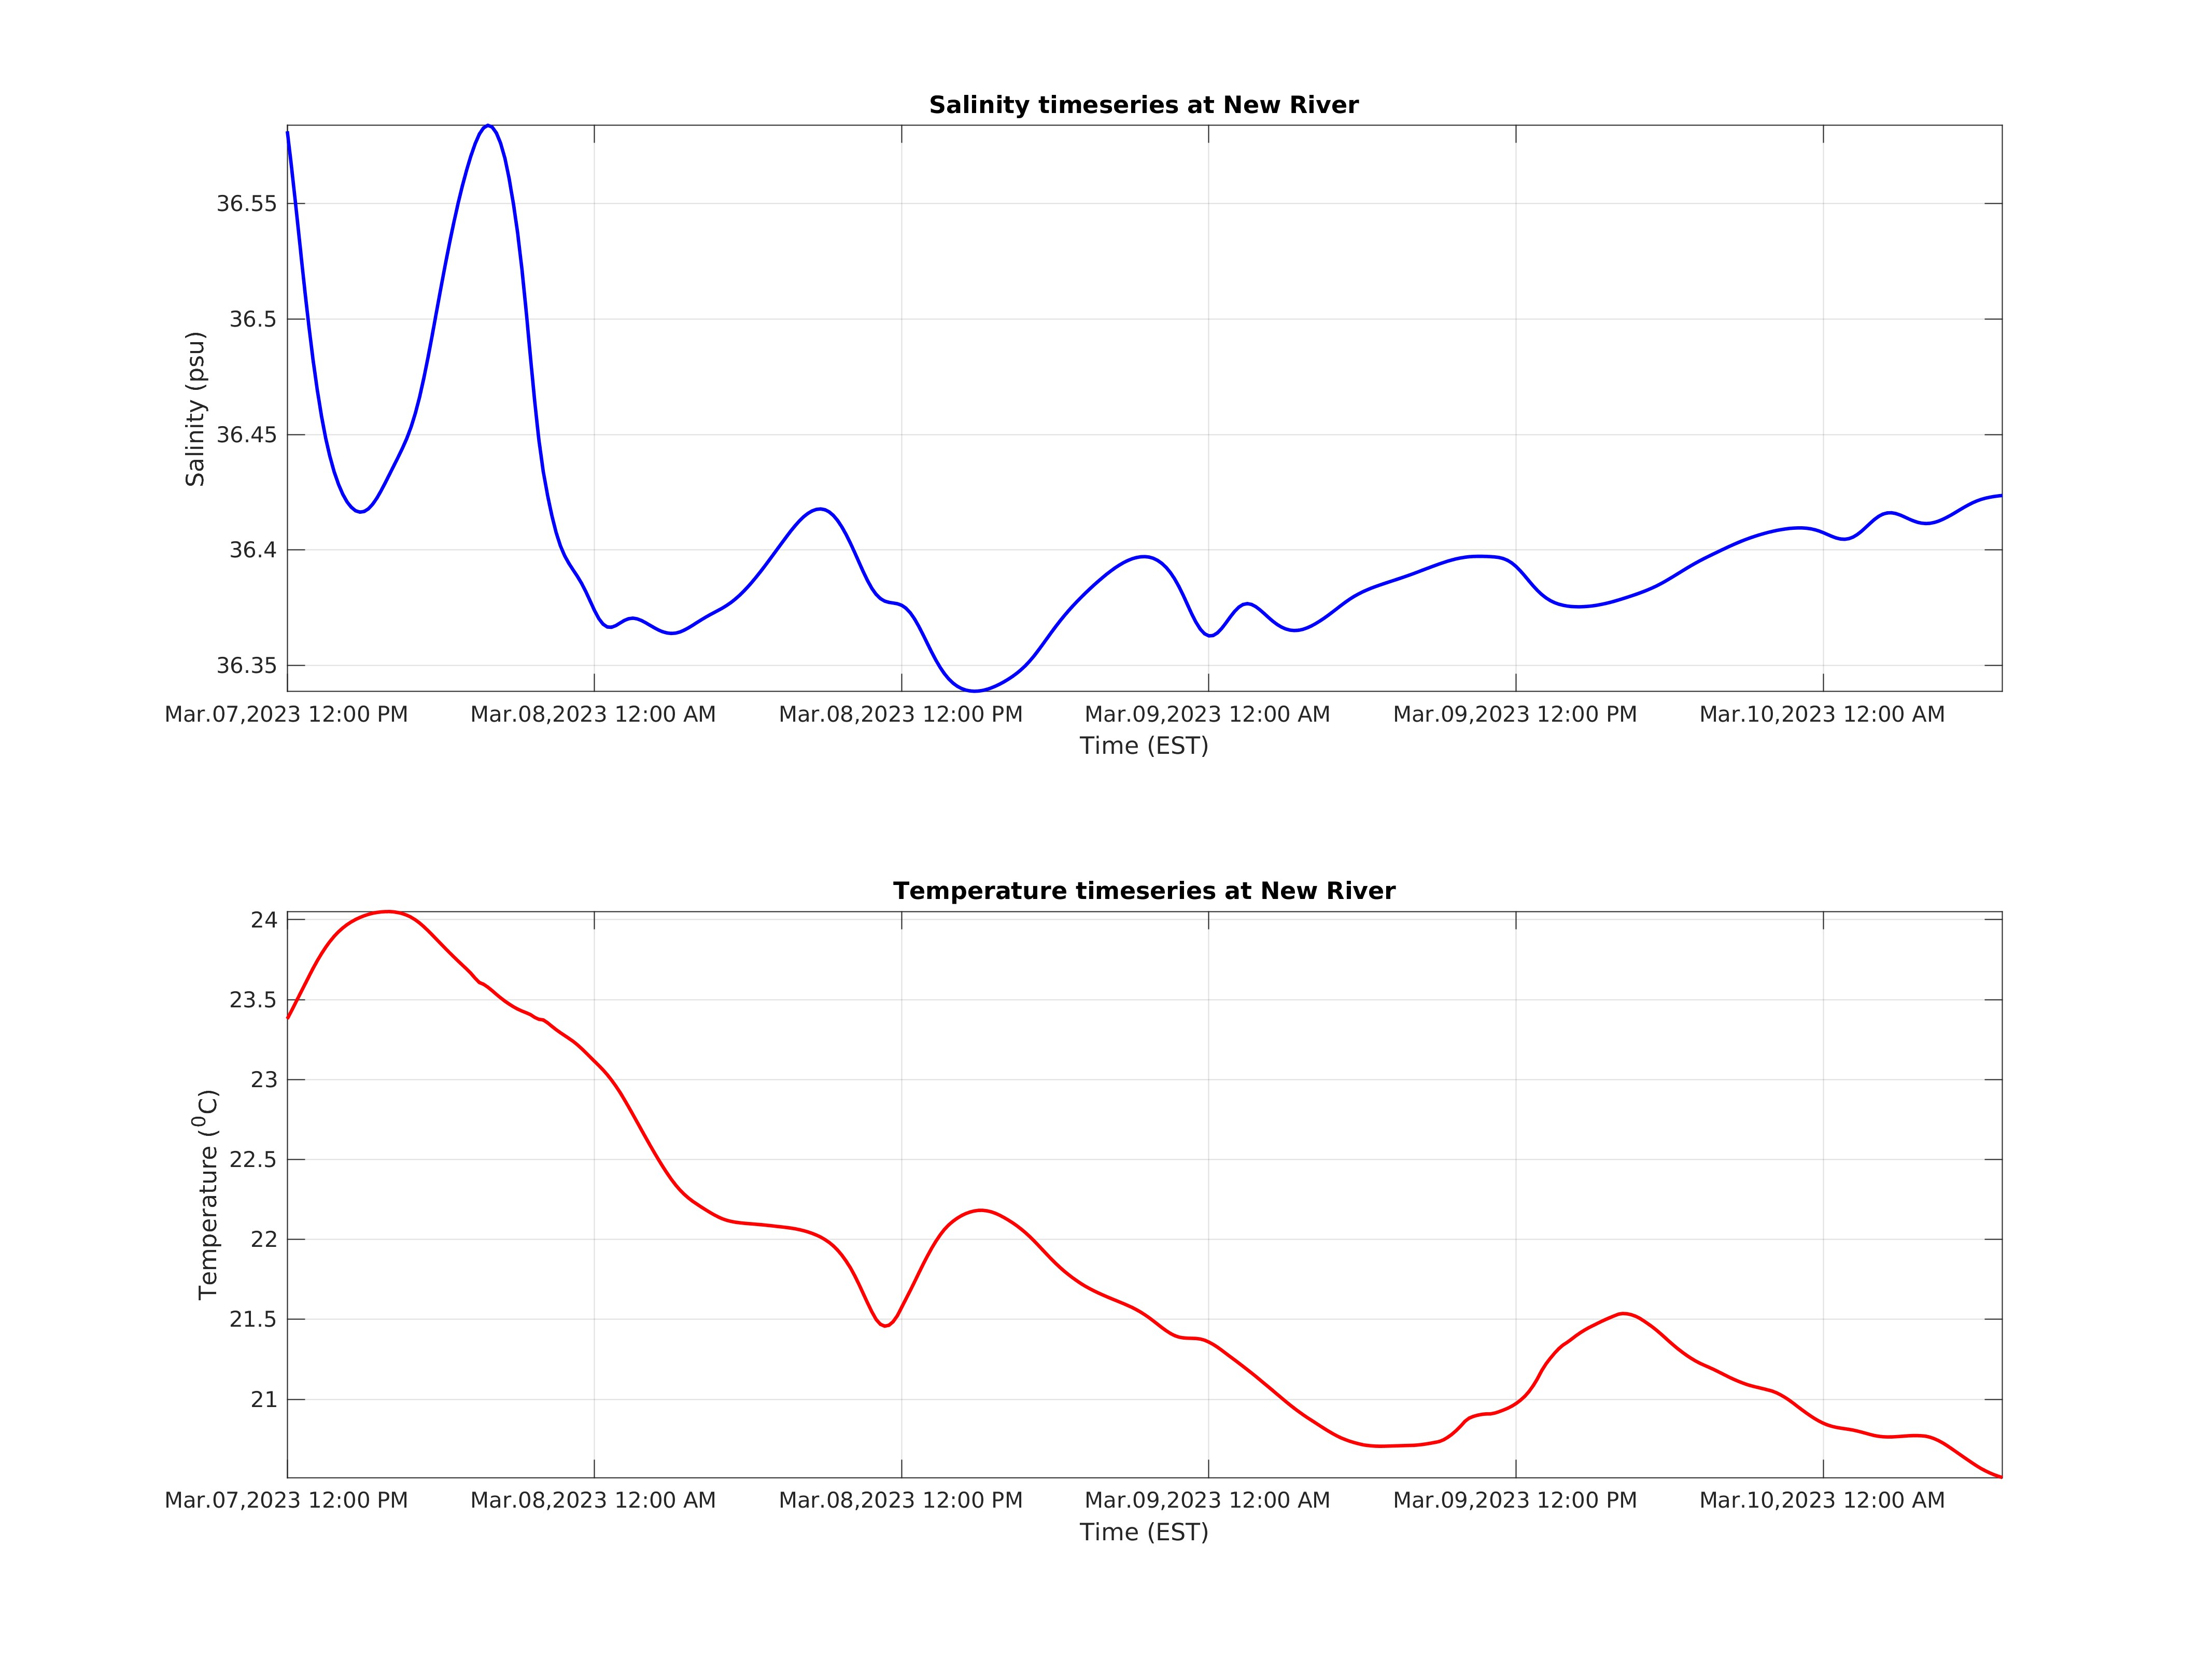 Salinity timeseries at New River
36.55
36.5
36.45
36.4
36.35
Salinity (psu)
Mar.07,2023 12:00 PM Mar.08,2023 12:00 AM Mar.08,2023 12:00 PM Mar.09,2023 12:00 AM Mar.09,2023 12:00 PM Mar.10,2023 12:00 AM
Time (EST)
Temperature timeseries at New River
24
23.5
23
22.5
22
21.5
21
Temperature (⁰C)
Mar.07,2023 12:00 PM Mar.08,2023 12:00 AM Mar.08,2023 12:00 PM Mar.09,2023 12:00 AM Mar.09,2023 12:00 PM Mar.10,2023 12:00 AM
Time (EST)